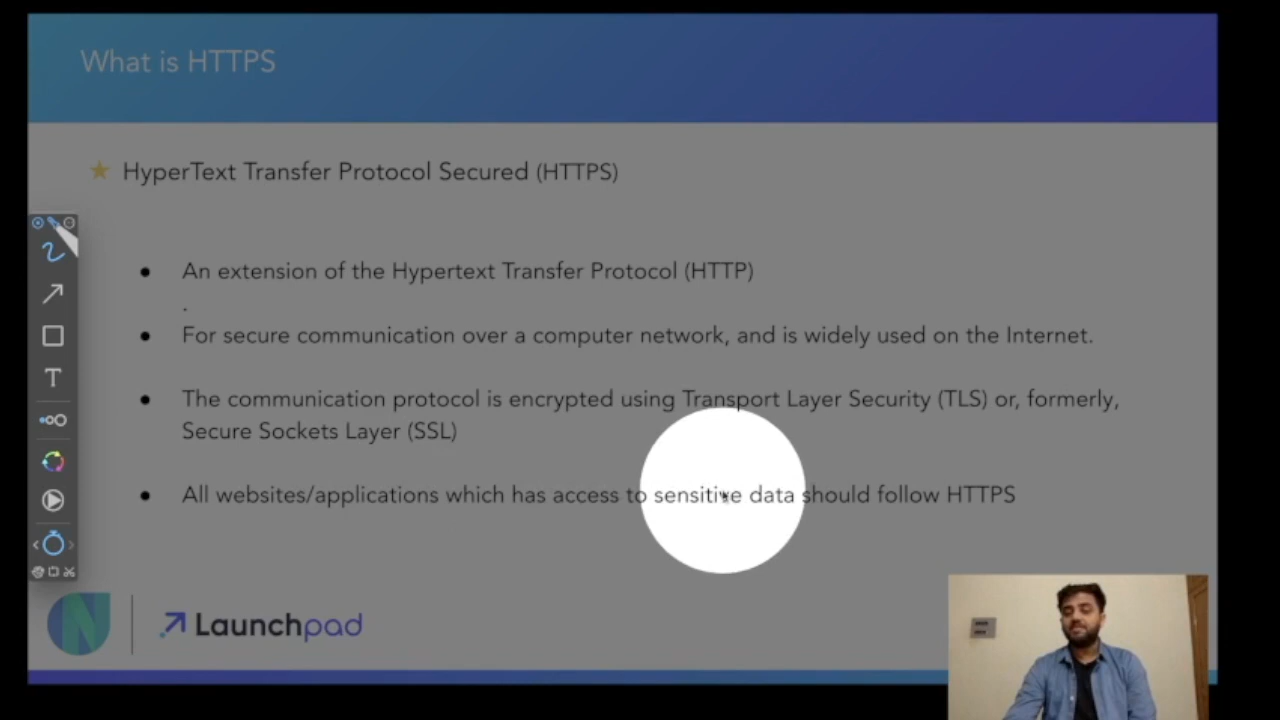 What is HTTPS
HyperText Transfer Protocol Secured (HTTPS)
An extension of the Hypertext Transfer Protocol (HTTP)
.
For secure communication over a computer network, and is widely used on the Internet.
The communication protocol is encrypted using Transport Layer Security (TLS) or, formerly,
Secure Sockets Layer (SSL)
All websites/applications which has access to sensitive data should follow HTTPS
T
N
Launchpad